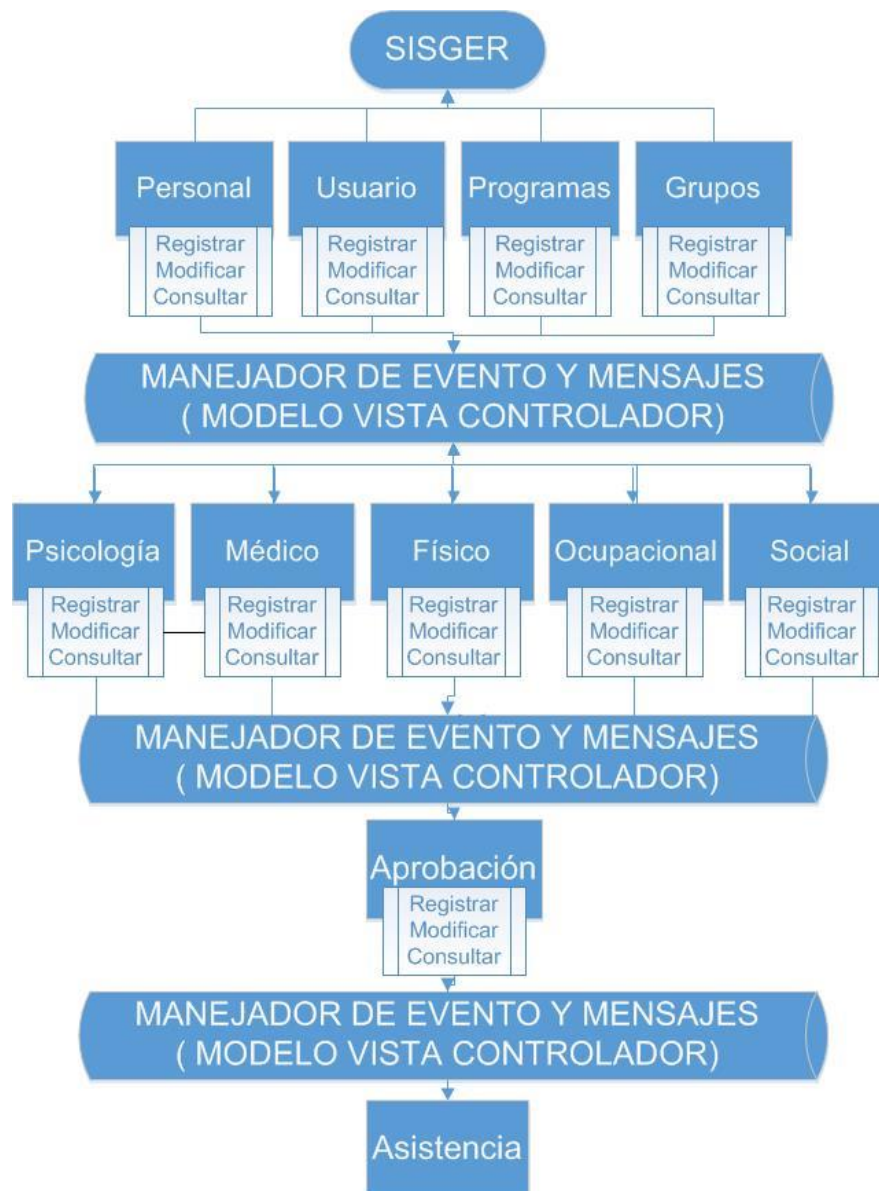 SISGER
Personal
Usuario
Programas
Grupos
Registrar
Modificar
Consultar
Registrar
Modificar
Consultar
Registrar
Modificar
Consultar
Registrar
Modificar
Consultar
MANEJADOR DE EVENTO Y MENSAJES
( MODELO VISTA CONTROLADOR)
Psicología
Médico
Físico
Ocupacional
Social
Registrar
Modificar
Consultar
Registrar
Modificar
Consultar
Registrar
Modificar
Consultar
Registrar
Modificar
Consultar
Registrar
Modificar
Consultar
MANEJADOR DE EVENTO Y MENSAJES
( MODELO VISTA CONTROLADOR)
Aprobación
Registrar
Modificar
Consultar
MANEJADOR DE EVENTO Y MENSAJES
( MODELO VISTA CONTROLADOR)
Asistencia